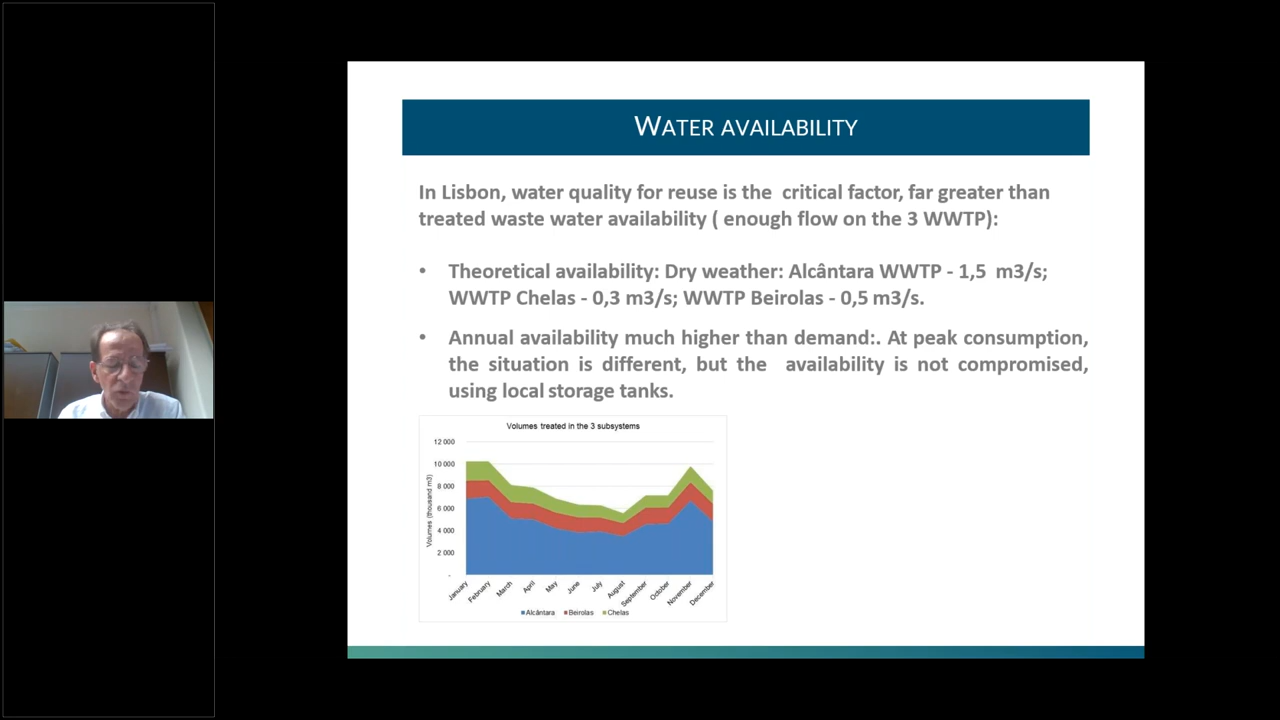 WATER AVAILABILITY
In Lisbon, water quality for reuse is the critical factor, far greater than
treated waste water availability ( enough flow on the 3 WWTP):
• Theoretical availability: Dry weather: Alcântara WWTP - 1,5 m3/s;
WWTP Chelas - 0,3 m3/s; WWTP Beirolas - 0,5 m3/s.
• Annual availability much higher than demand:. At peak consumption,
the situation is different, but the availability is not compromised,
using local storage tanks.
Volumes treated in the 3 subsystems
Volumes (thousand m3)
12 000
10 000
8 000
6 000
4 000
2 000
-
January February March April May June July August September October November December
Alcântara Beirolas Chelas